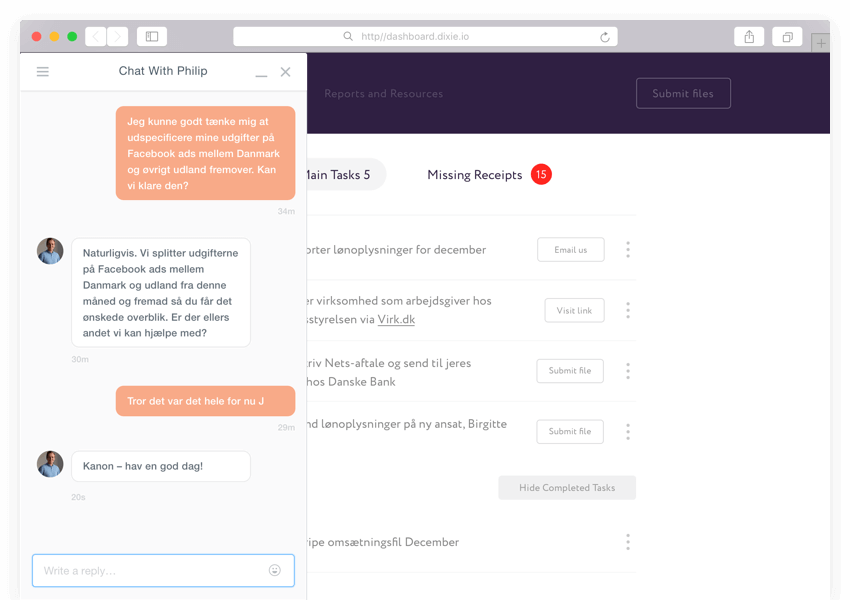 http//dashboard.dixie.io
Chat With Philip
Reports and Resources
Submit files
Jeg kunne godt tænke mig at
udspecificere mine udgifter på
Facebook ads mellem Danmark
og øvrigt udland fremover. Kan
vi klare den?
34m
Main Tasks 5
Missing Receipts 15
Naturligvis. Vi splitter udgifterne
på Facebook ads mellem
Danmark og udland fra denne
måned og fremad så du får det
ønskede overblik. Er der ellers
andet vi kan hjælpe med?
30m
lønoplysninger for december
Email us
virksomhed som arbejdsgiver hos
via Virk.dk
Visit link
Nets-aftale og send til jeres
hos Danske Bank
Submit file
Tror det var det hele for nu J
29m
lønoplysninger på ny ansat, Birgitte
Submit file
Kanon – hav en god dag!
20s
Hide Completed Tasks
omsætningsfil December
Write a reply...